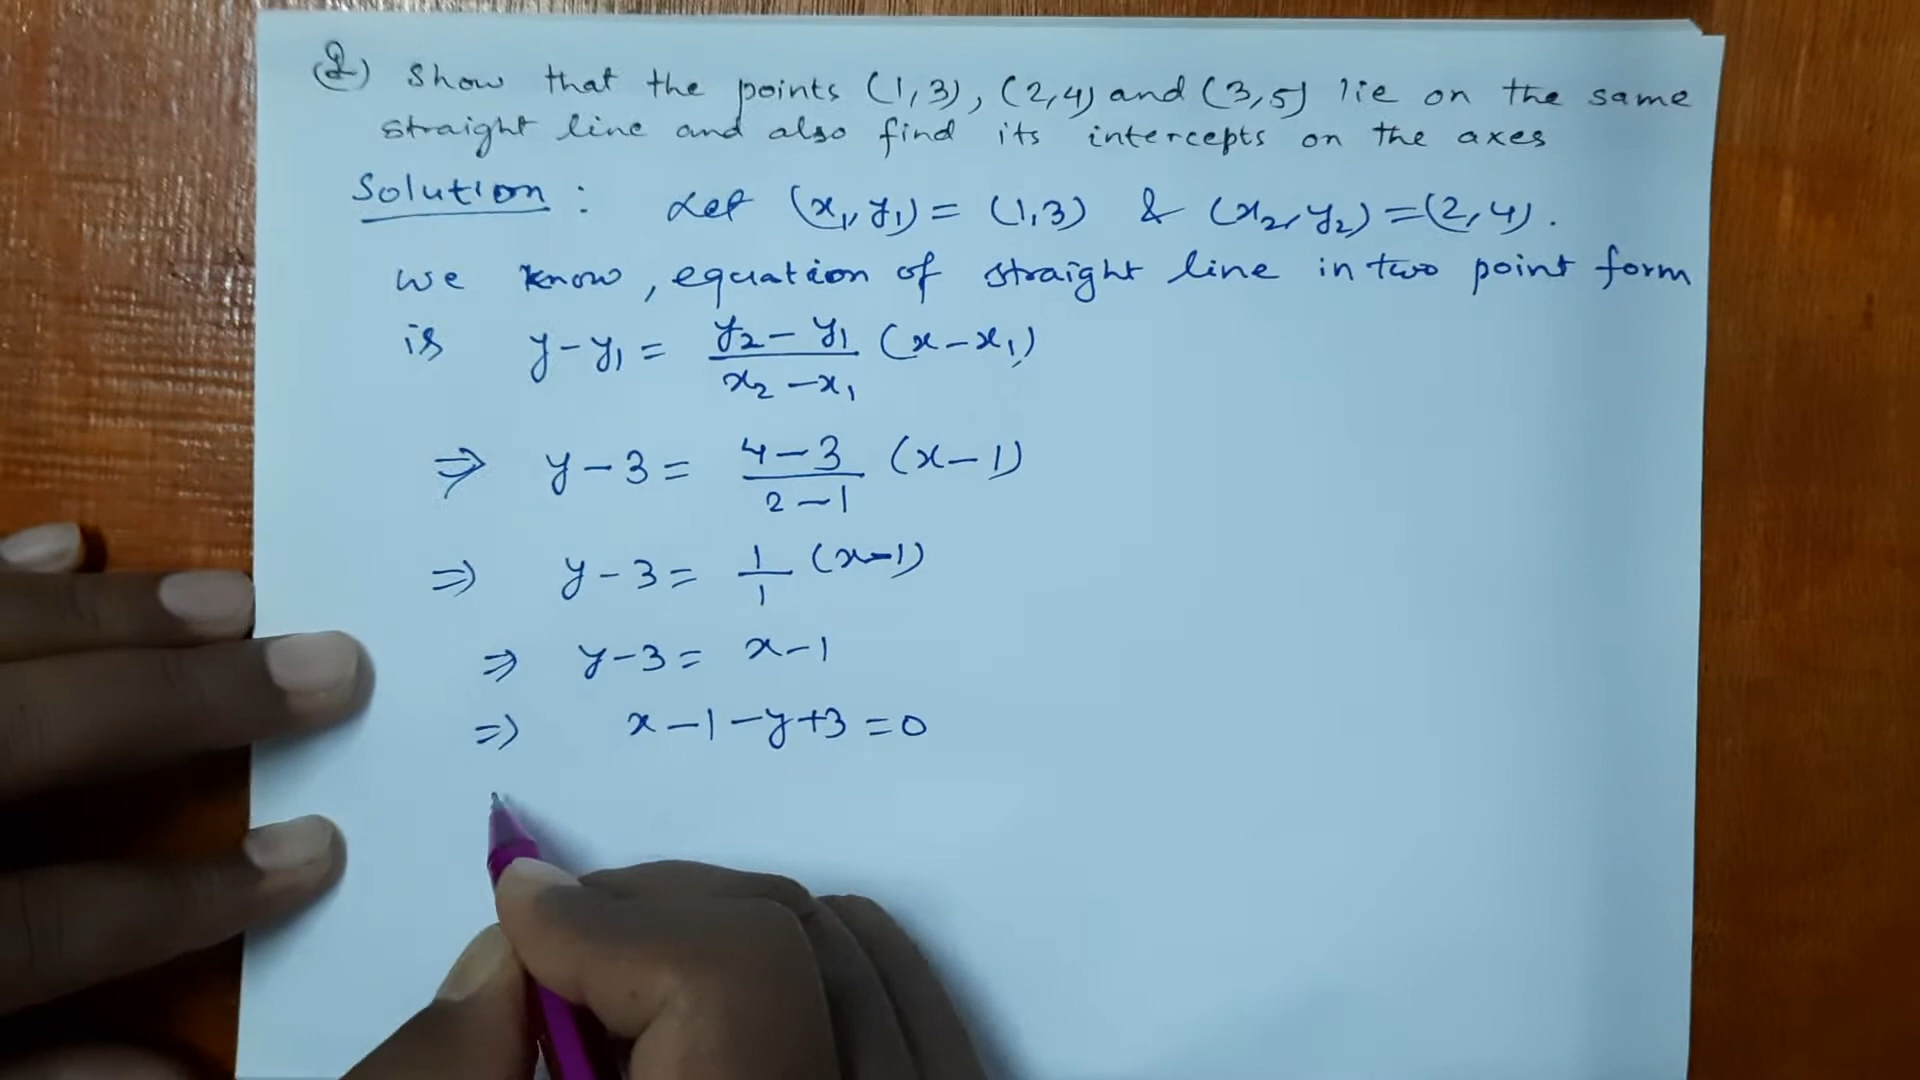 Q) Show that the points (1,3), (2,4) and (3,5) lie on the same
straight line and also find its intercepts on the axes
Solution : Let (x₁, y₁) = (1,3) & (x₂, y₂) = (2,4).
we know, equation of straight line in two point form
is y-y₁ = \frac{y₂-y₁}{x₂-x₁} (x-x₁)
⇒ y-3 = \frac{4-3}{2-1} (x-1)
⇒ y-3 = \frac{1}{1} (x-1)
⇒ y-3 = x-1
⇒ x-1-y+3=0